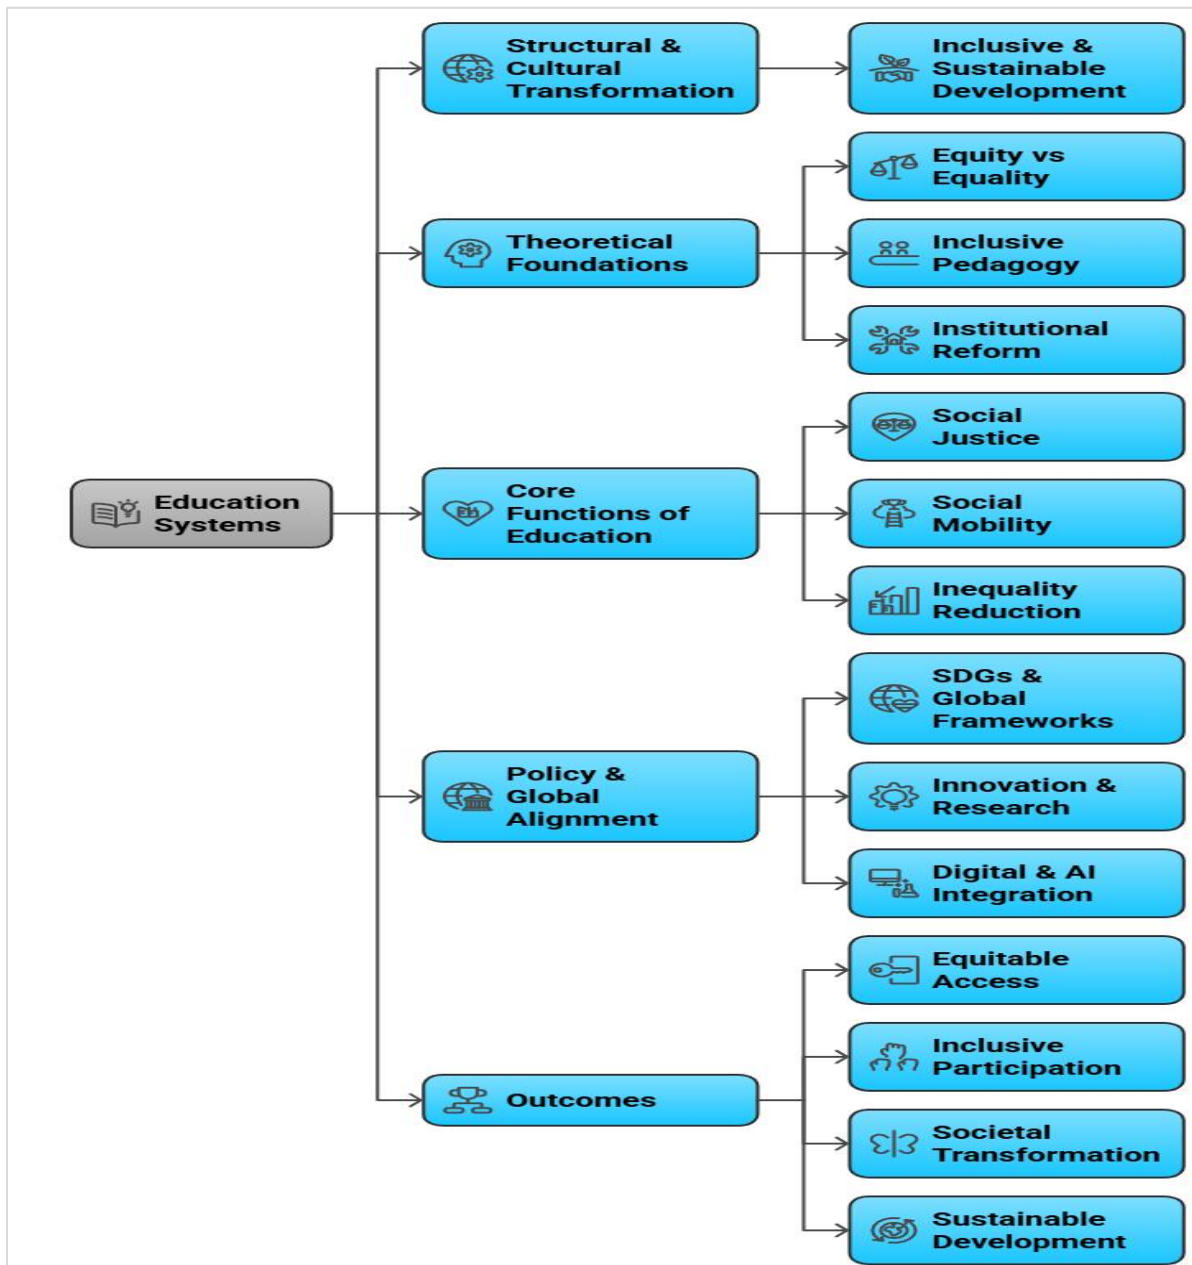 Structural &
Cultural
Transformation
Inclusive &
Sustainable
Development
Equity vs
Equality
Theoretical
Foundations
Inclusive
Pedagogy
Institutional
Reform
Social
Justice
Education
Systems
Core
Functions of
Education
Social
Mobility
Inequality
Reduction
SDGs &
Global
Frameworks
Policy &
Global
Alignment
Innovation &
Research
Digital & AI
Integration
Equitable
Access
Inclusive
Participation
Outcomes
Societal
Transformation
Sustainable
Development